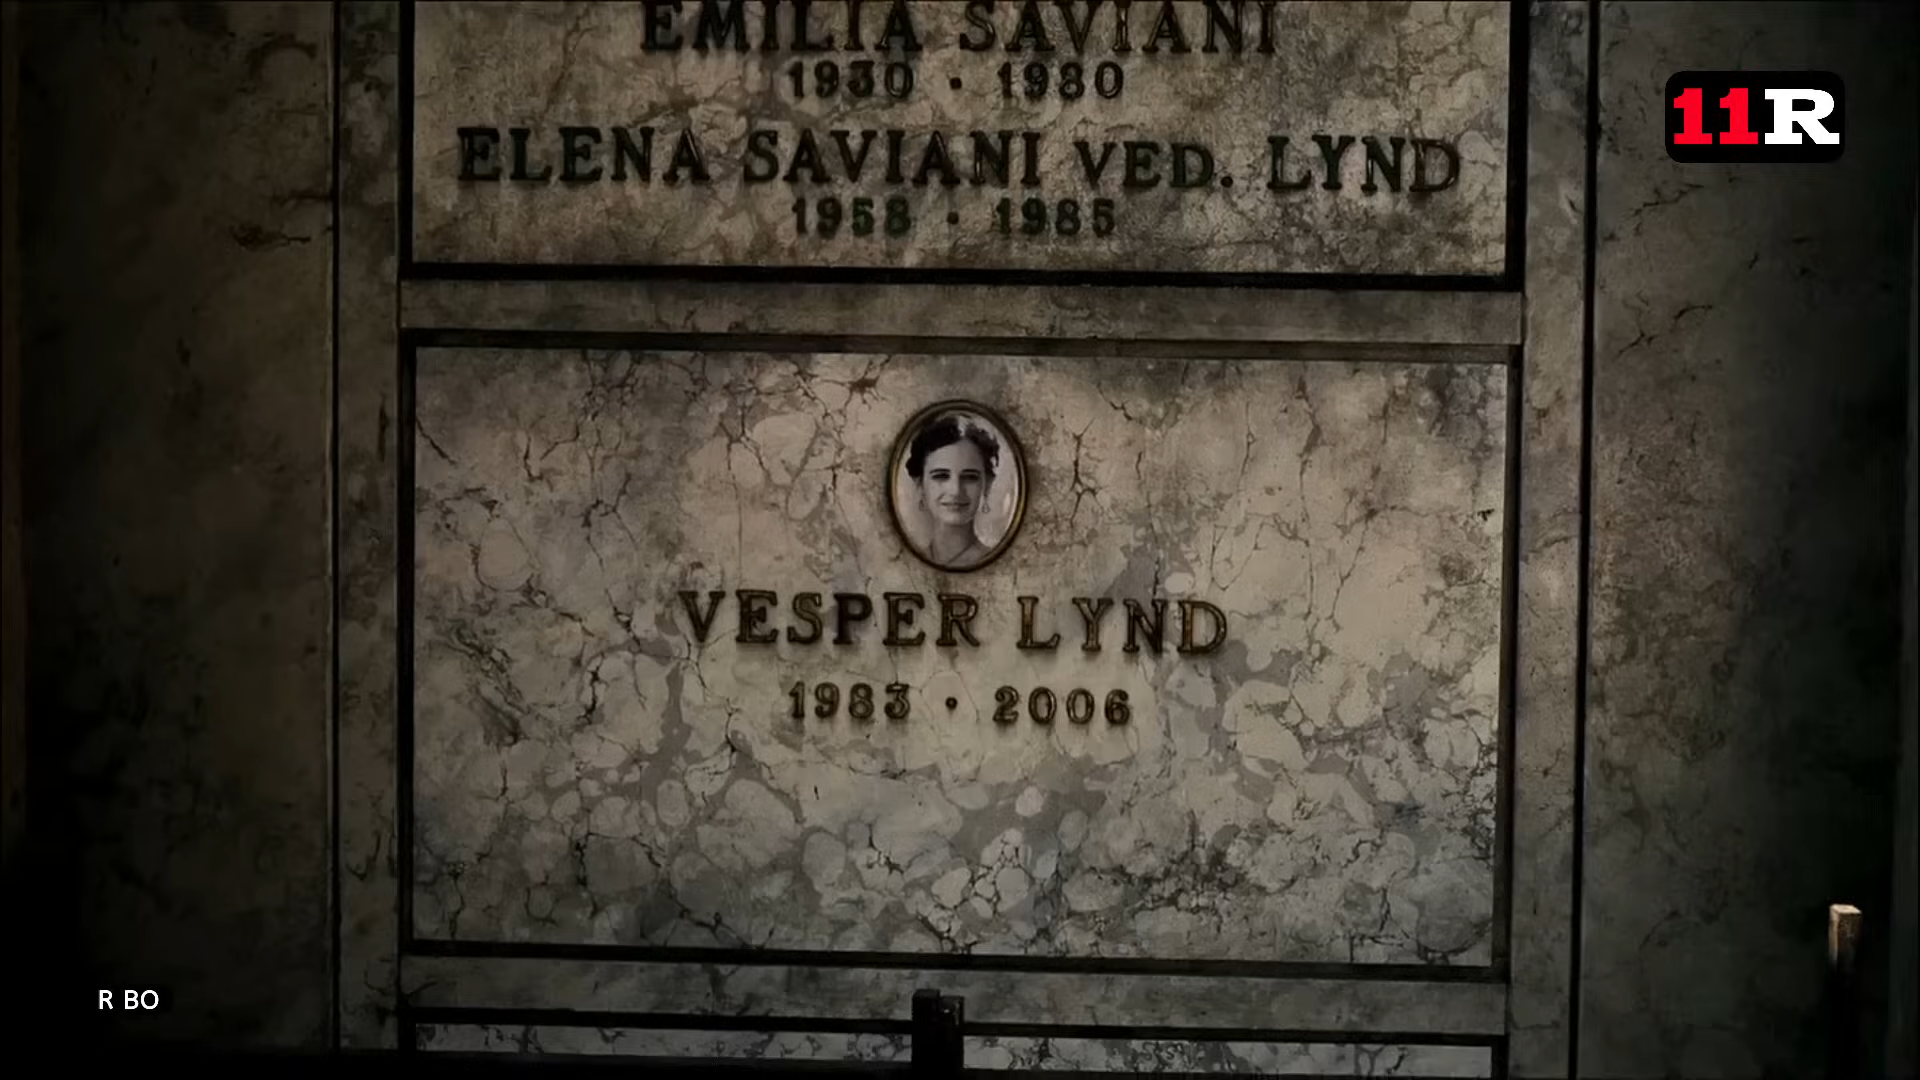 EMILIA SAVIANI
1930 • 1980
11R
ELENA SAVIANI VED. LYND
1958 • 1985
VESPER LYND
1983 • 2006
R BO